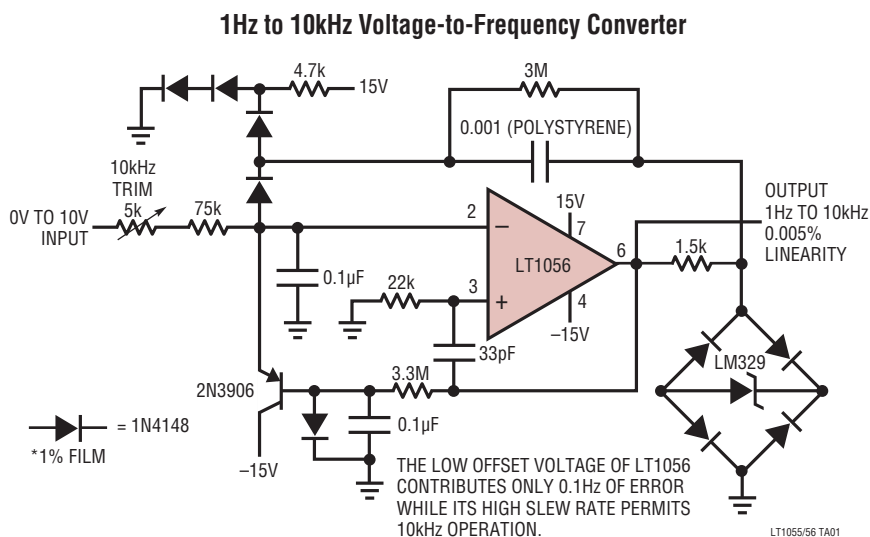 1Hz to 10kHz Voltage-to-Frequency Converter
4.7k
15V
3M
0.001 (POLYSTYRENE)
10kHz
TRIM
5k
75k
0V TO 10V
INPUT
2
15V
7
OUTPUT
1Hz TO 10kHz
0.005%
LINEARITY
–
LT1056
6
1.5k
0.1µF
22k
3
+
4
–15V
33pF
LM329
3.3M
2N3906
0.1µF
= 1N4148
*1% FILM
–15V
THE LOW OFFSET VOLTAGE OF LT1056
CONTRIBUTES ONLY 0.1Hz OF ERROR
WHILE ITS HIGH SLEW RATE PERMITS
10kHz OPERATION.
LT1055/56 TA01